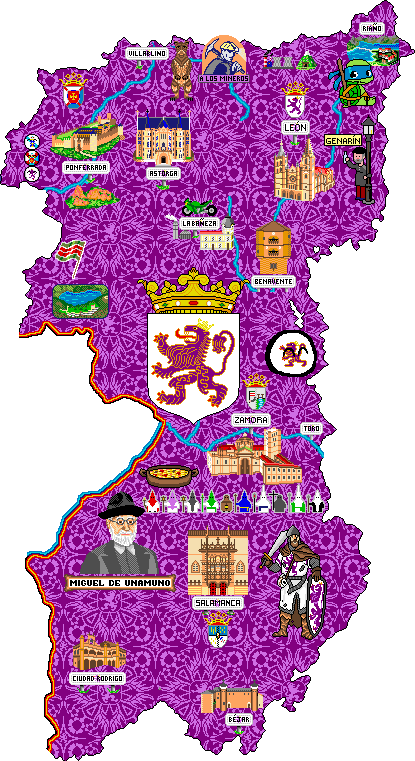 RIAÑO
VILLABLINO
A LOS MINEROS
LEÓN
GENARÍN
PONFERRADA
ASTORGA
LA BAÑEZA
BENAVENTE
ZAMORA
TORO
MIGUEL DE UNAMUNO
SALAMANCA
CIUDAD RODRIGO
BÉJAR